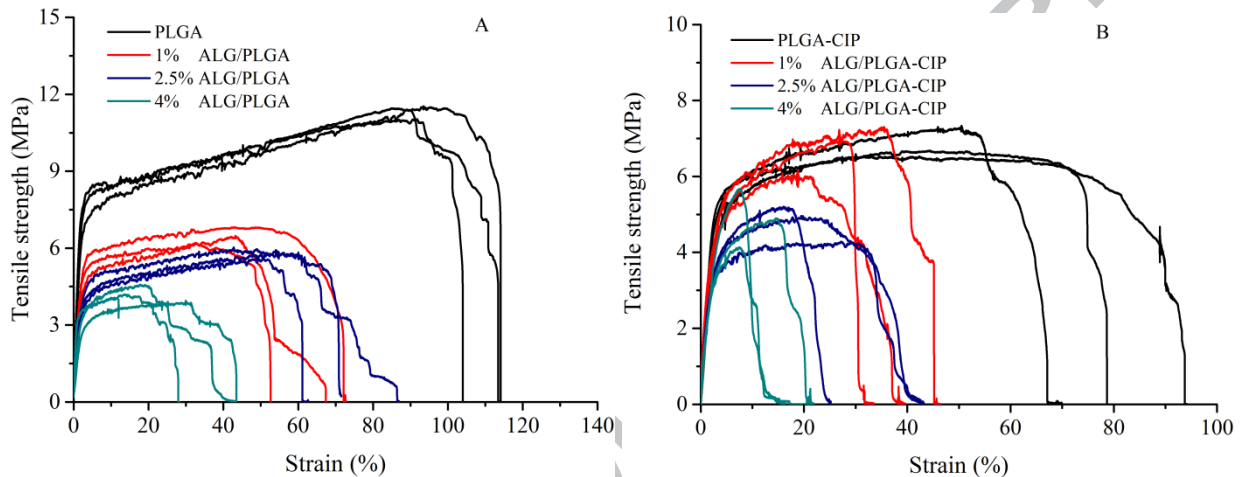 A
PLGA
1% ALG/PLGA
2.5% ALG/PLGA
4% ALG/PLGA
Tensile strength (MPa)
15
12
9
6
3
0
0 20 40 60 80 100 120 140
Strain (%)
B
PLGA-CIP
1% ALG/PLGA-CIP
2.5% ALG/PLGA-CIP
4% ALG/PLGA-CIP
Tensile strength (MPa)
10
8
6
4
2
0
0 20 40 60 80 100
Strain (%)